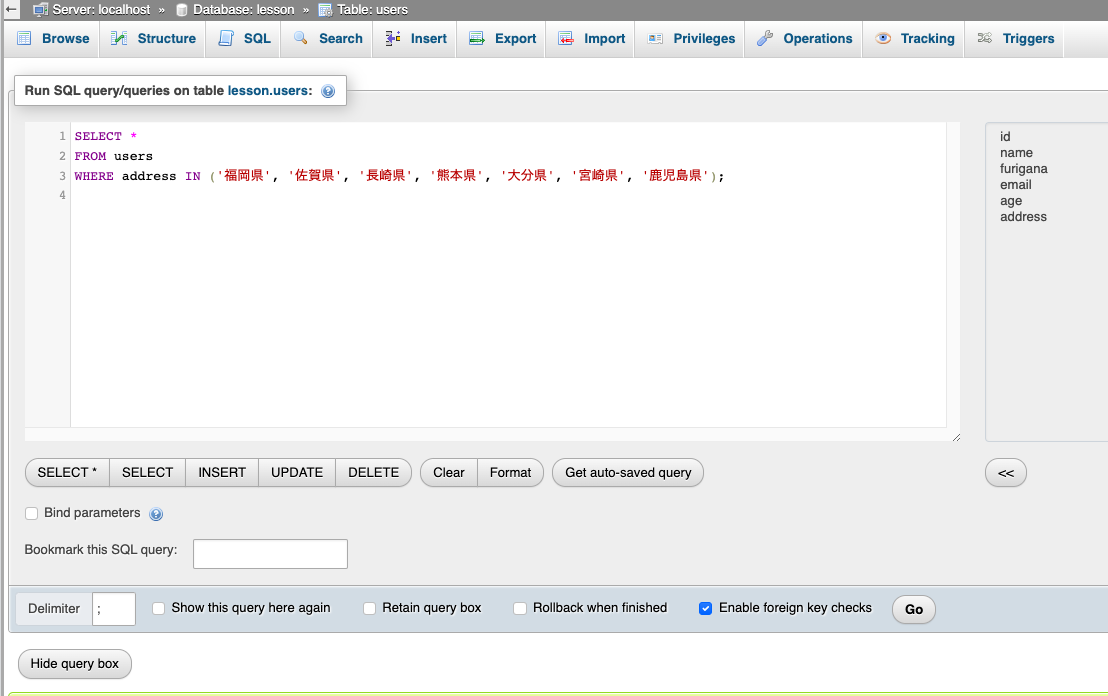 Server: localhost » Database: lesson » Table: users
Browse Structure SQL Search Insert Export Import Privileges Operations Tracking Triggers
Run SQL query/queries on table lesson.users:
1 SELECT *
2 FROM users
3 WHERE address IN ('福岡県', '佐賀県', '長崎県', '熊本県', '大分県', '宮崎県', '鹿児島県');
4
id
name
furigana
email
age
address
SELECT * SELECT INSERT UPDATE DELETE Clear Format Get auto-saved query <<
Bind parameters
Bookmark this SQL query:
Delimiter ; Show this query here again Retain query box Rollback when finished Enable foreign key checks Go
Hide query box